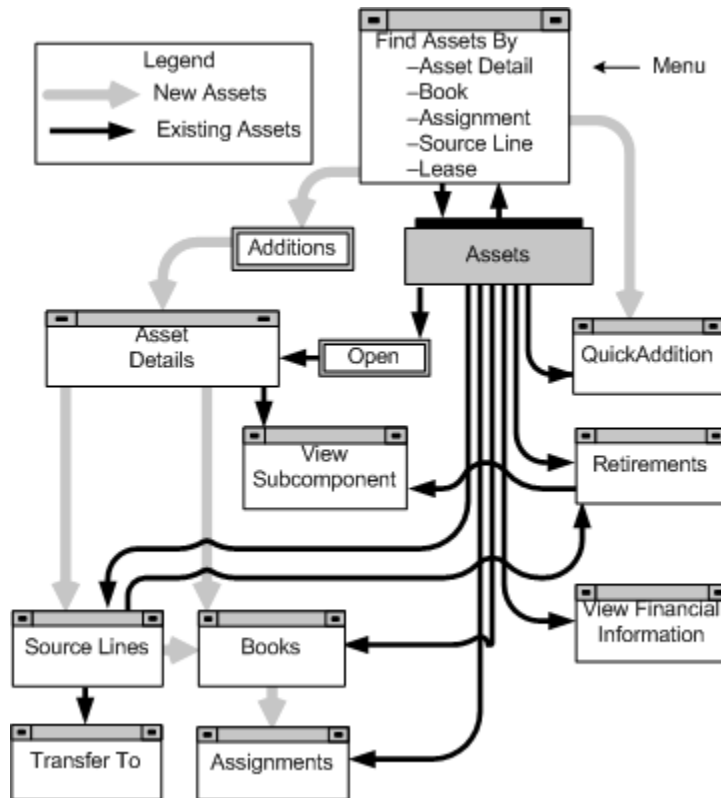 Legend
New Assets
Existing Assets
Find Assets By
–Asset Detail
–Book
–Assignment
–Source Line
–Lease
Menu
Additions
Assets
Asset
Details
Open
QuickAddition
View
Subcomponent
Retirements
View Financial
Information
Source Lines
Books
Transfer To
Assignments